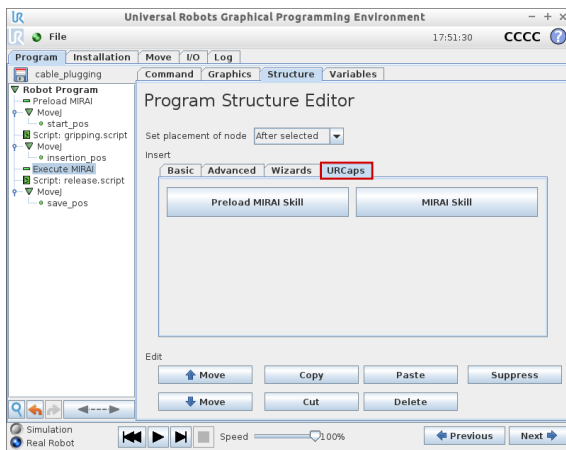 Universal Robots Graphical Programming Environment
File 17:51:30 CCCC ?
Program Installation Move I/O Log
cable_plugging Command Graphics Structure Variables
Robot Program
Preload MIRAI
MoveJ
start_pos
Script: gripping.script
MoveJ
insertion_pos
Execute MIRAI
Script: release.script
MoveJ
save_pos
Program Structure Editor
Set placement of node After selected
Insert
Basic Advanced Wizards URCaps
Preload MIRAI Skill MIRAI Skill
Edit
Move Copy Paste Suppress
Move Cut Delete
Simulation
Real Robot
Speed 100% Previous Next